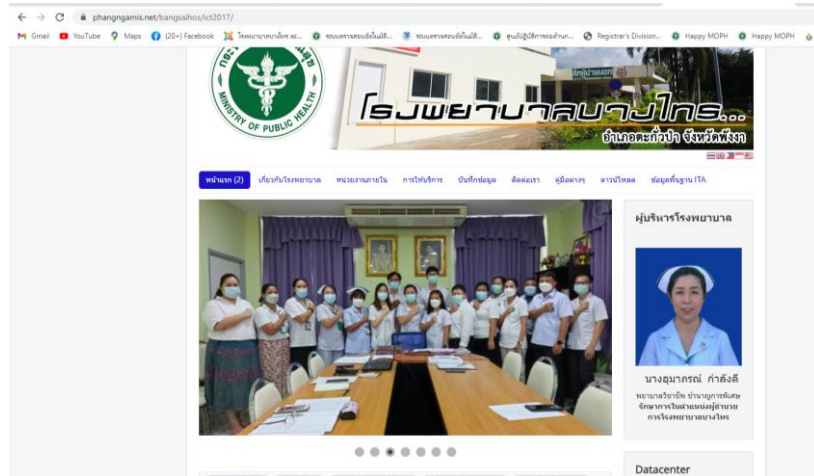 phangngamis.net/bangsaihos/ict2017/
Gmail YouTube Maps (20+) Facebook Registrar's Division... Happy MOPH Happy MOPH
MINISTRY OF PUBLIC HEALTH
โรงพยาบาลบางไทร...
อำเภอตะกั่วป่า จังหวัดพังงา
หน้าแรก (2) เกี่ยวกับโรงพยาบาล หน่วยงานภายใน การให้บริการ บันทึกข้อมูล ติดต่อเรา คู่มือต่างๆ ดาวน์โหลด ข้อมูลพื้นฐาน ITA
ผู้บริหารโรงพยาบาล
นางอุมาภรณ์ กำลังดี
พยาบาลวิชาชีพ ชำนาญการพิเศษ
รักษาการในตำแหน่งผู้อำนวย
การโรงพยาบาลบางไทร
Datacenter